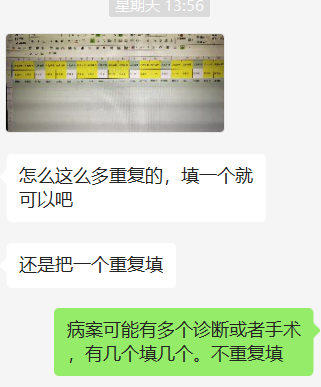 星期天 13:56
怎么这么多重复的，填一个就
可以吧
还是把一个重复填
病案可能有多个诊断或者手术
，有几个填几个。不重复填